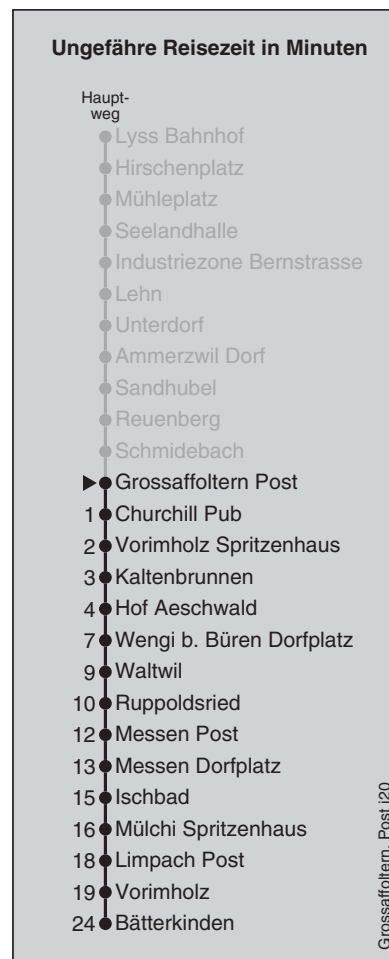 Ungefähre Reisezeit in Minuten
Haupt-
weg
Lyss Bahnhof
Hirschenplatz
Mühleplatz
Seelandhalle
Industriezone Bernstrasse
Lehn
Unterdorf
Ammerzwil Dorf
Sandhubel
Reuenberg
Schmidebach
Grossaffoltern Post
1 Churchill Pub
2 Vorimholz Spritzenhaus
3 Kaltenbrunnen
4 Hof Aeschwald
7 Wengi b. Büren Dorfplatz
9 Waltwil
10 Ruppoldsried
12 Messen Post
13 Messen Dorfplatz
15 Ischbad
16 Mülchi Spritzenhaus
18 Limpach Post
19 Vorimholz
24 Bätterkinden
Grossaffoltern, Post j20